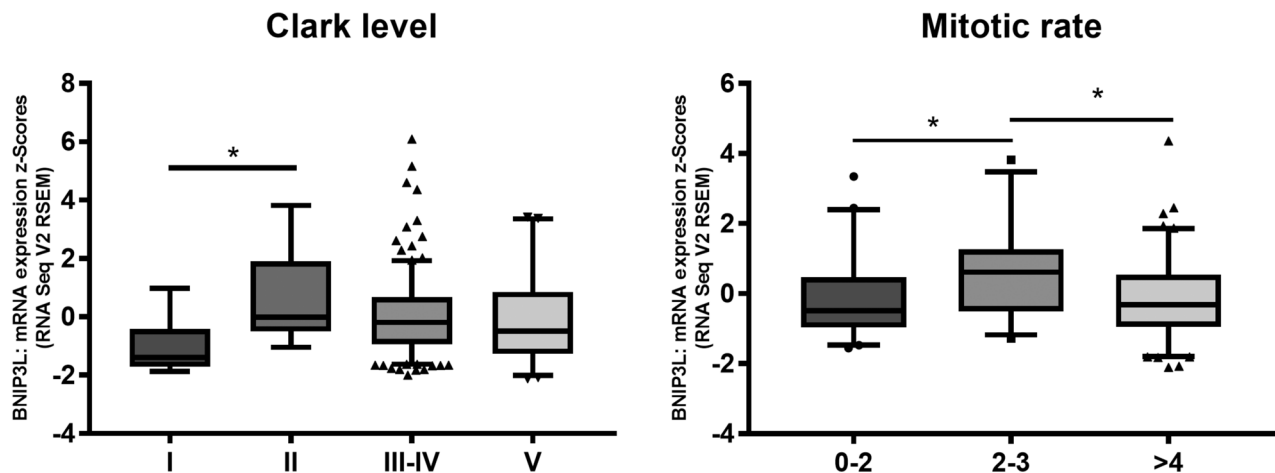 Clark level
BNIP3L: mRNA expression z-Scores
(RNA Seq V2 RSEM)
8
6
4
2
0
-2
-4
*
I II III-IV V
Mitotic rate
BNIP3L: mRNA expression z-Scores
(RNA Seq V2 RSEM)
6
4
2
0
-2
-4
*
*
0-2 2-3 >4